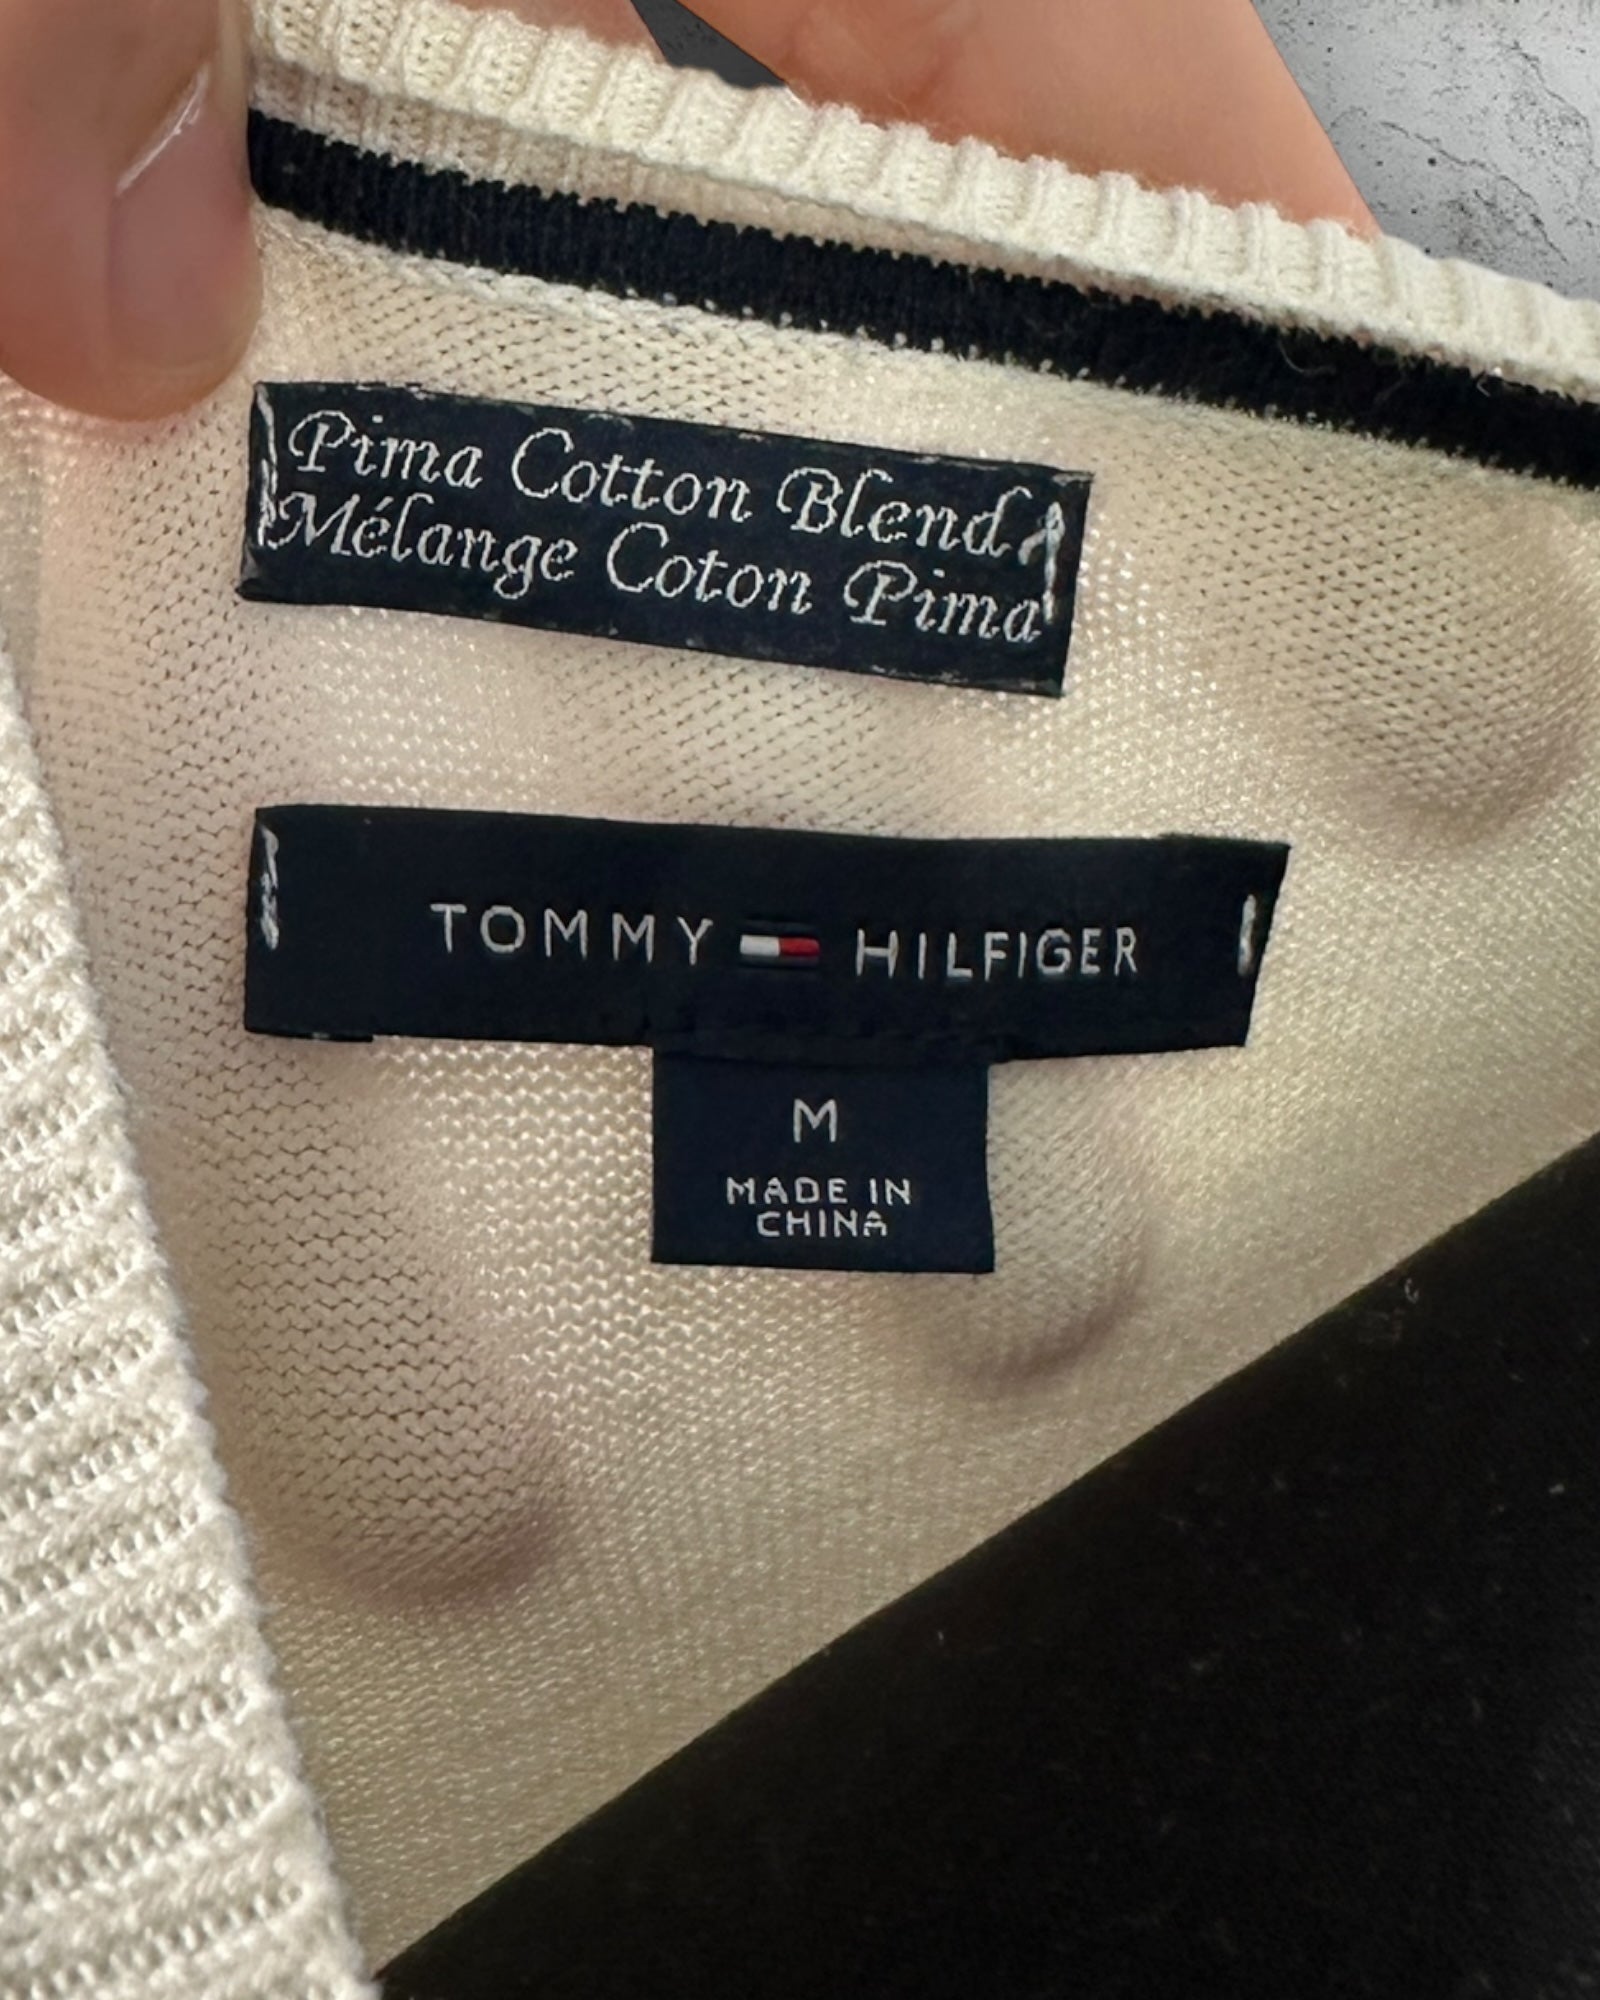 Pima Cotton Blend
Mélange Coton Pima
TOMMY HILFIGER
M
MADE IN
CHINA